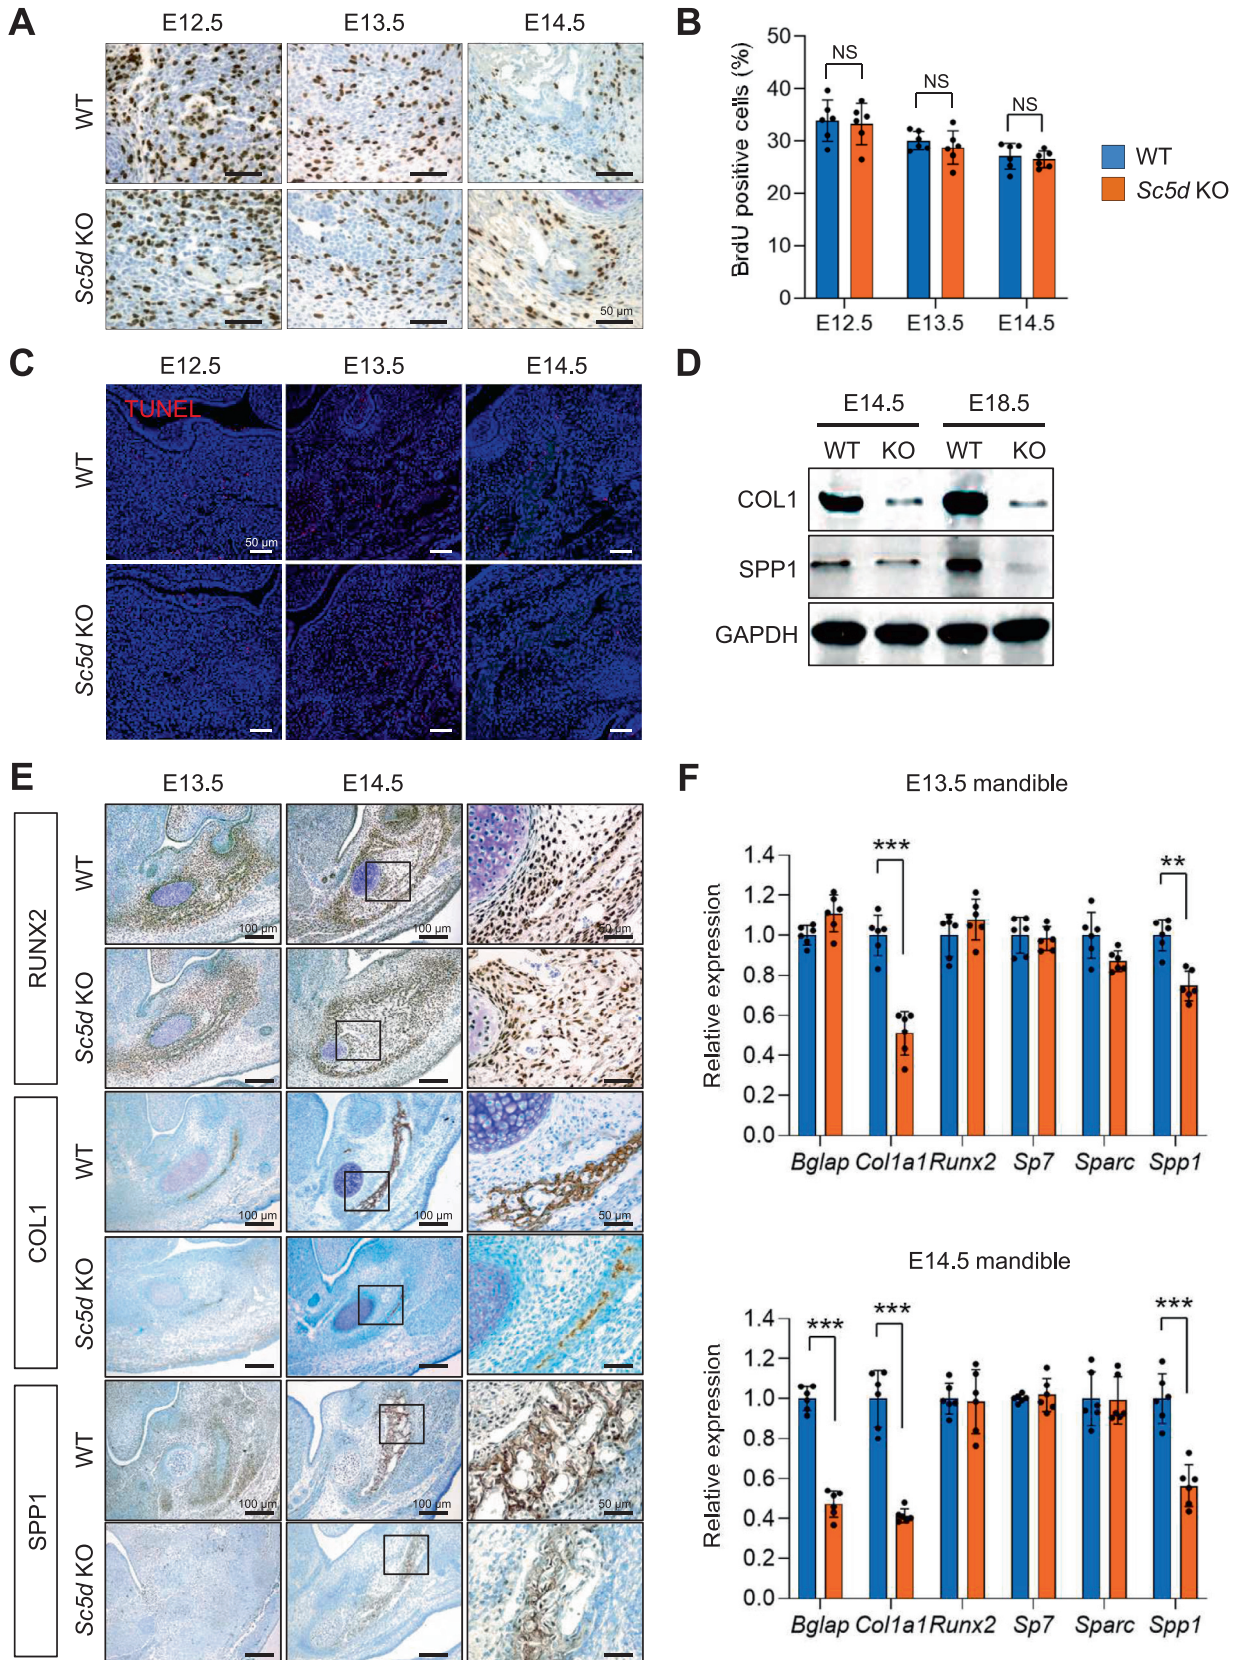 A
E12.5 E13.5 E14.5
WT
Sc5d KO
50 µm
B
BrdU positive cells (%)
50
40
30
20
10
0
NS NS NS
E12.5 E13.5 E14.5
WT
Sc5d KO
C
E12.5 E13.5 E14.5
WT
TUNEL
50 µm
Sc5d KO
D
E14.5 E18.5
WT KO WT KO
COL1
SPP1
GAPDH
E
E13.5 E14.5
RUNX2
WT
100 µm 100 µm 50 µm
Sc5d KO
COL1
WT
100 µm 100 µm 50 µm
Sc5d KO
SPP1
WT
100 µm 100 µm 50 µm
Sc5d KO
F
E13.5 mandible
Relative expression
1.4
1.2
1.0
0.8
0.6
0.4
0.2
0.0
*** **
Bglap Col1a1 Runx2 Sp7 Sparc Spp1
E14.5 mandible
Relative expression
1.4
1.2
1.0
0.8
0.6
0.4
0.2
0.0
*** *** ***
Bglap Col1a1 Runx2 Sp7 Sparc Spp1